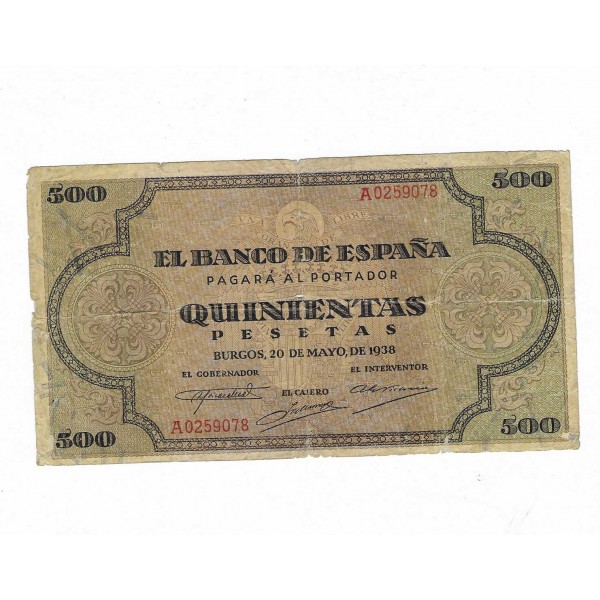 500
500
A0259078
EL BANCO DE ESPAÑA
PAGARÁ AL PORTADOR
QUINIENTAS
PESETAS
BURGOS, 20 DE MAYO, DE 1938
EL GOBERNADOR
EL CAJERO
EL INTERVENTOR
A0259078
500
500